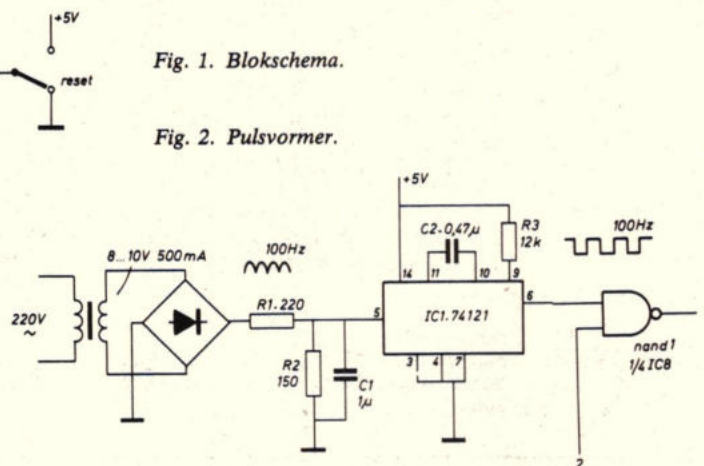 +5V
Fig. 1. Blokschema.
reset
Fig. 2. Pulsvormer.
+5V
C2-0,47µ
R3
12k
100Hz
8...10V 500mA
100Hz
14
11
10
9
R1-220
5
IC1.74121
6
220V
~
R2
150
C1
1µ
3
4
7
nand 1
1/4 IC8
2